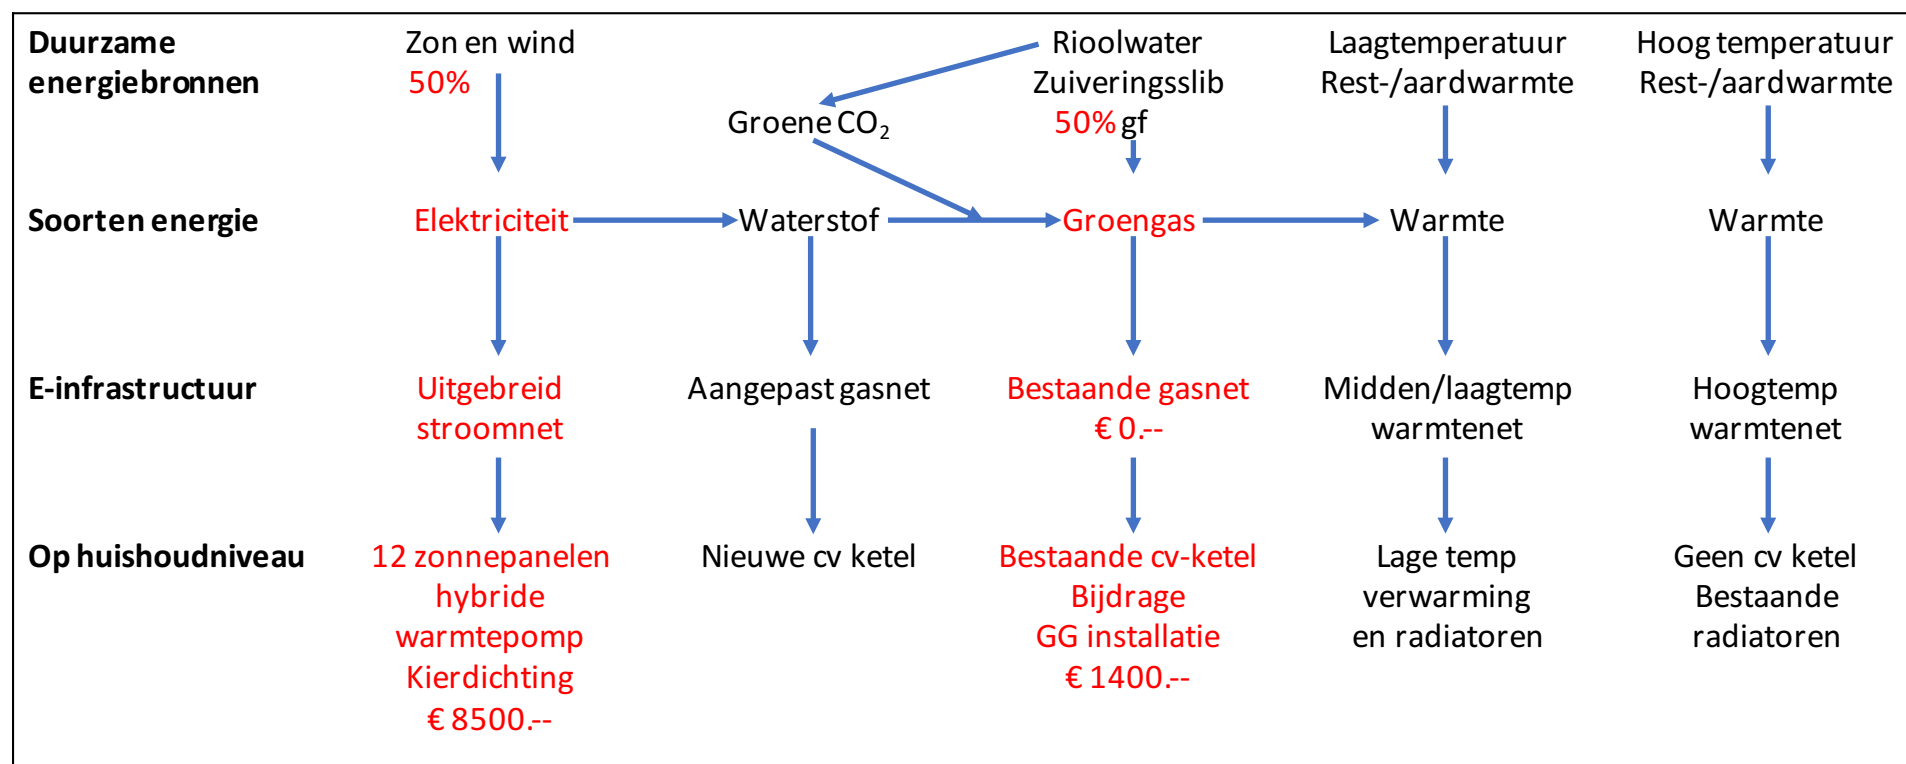 Duurzame
energiebronnen
Zon en wind
50%
Groene CO₂
Rioolwater
Zuiveringsslib
50% gf
Laagtemperatuur
Rest-/aardwarmte
Hoog temperatuur
Rest-/aardwarmte
Soorten energie
Elektriciteit
Waterstof
Groengas
Warmte
Warmte
E-infrastructuur
Uitgebreid
stroomnet
Aangepast gasnet
Bestaande gasnet
€ 0.--
Midden/laagtemp
warmtenet
Hoogtemp
warmtenet
Op huishoudniveau
12 zonnepanelen
hybride
warmtepomp
Kierdichting
€ 8500.--
Nieuwe cv ketel
Bestaande cv-ketel
Bijdrage
GG installatie
€ 1400.--
Lage temp
verwarming
en radiatoren
Geen cv ketel
Bestaande
radiatoren